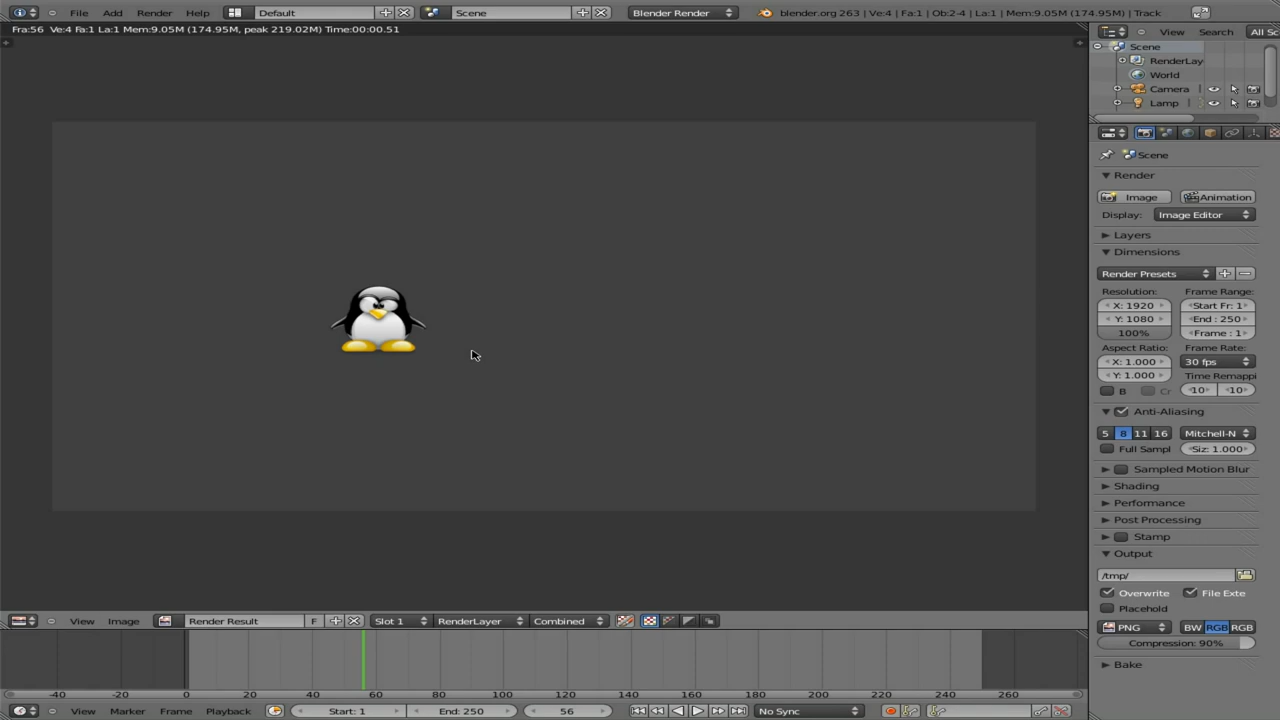 File Add Render Help Default Scene Blender Render blender.org 263 | Ve:4 | Fa:1 | Ob:2-4 | La:1 | Mem:9.05M (174.95M) | Track
Fra:56 Ve:4 Fa:1 La:1 Mem:9.05M (174.95M, peak 219.02M) Time:00:00.51
View Search All Sc
Scene
RenderLay
World
Camera
Lamp
Scene
Render
Image Animation
Display: Image Editor
Layers
Dimensions
Render Presets
Resolution: Frame Range:
X: 1920 Start Fr: 1
Y: 1080 End : 250
100% Frame : 1
Aspect Ratio: Frame Rate:
X: 1.000 30 fps
Y: 1.000 Time Remappi
B Cr 10 10
Anti-Aliasing
5 8 11 16 Mitchell-N
Full Sampl Siz: 1.000
Sampled Motion Blur
Shading
Performance
Post Processing
Stamp
Output
/tmp/
Overwrite File Exte
Placehold
PNG BW RGB RGB
Compression: 90%
Bake
View Image Render Result F Slot 1 RenderLayer Combined
-40 -20 0 20 40 60 80 100 120 140 160 180 200 220 240 260
View Marker Frame Playback Start: 1 End: 250 56 No Sync